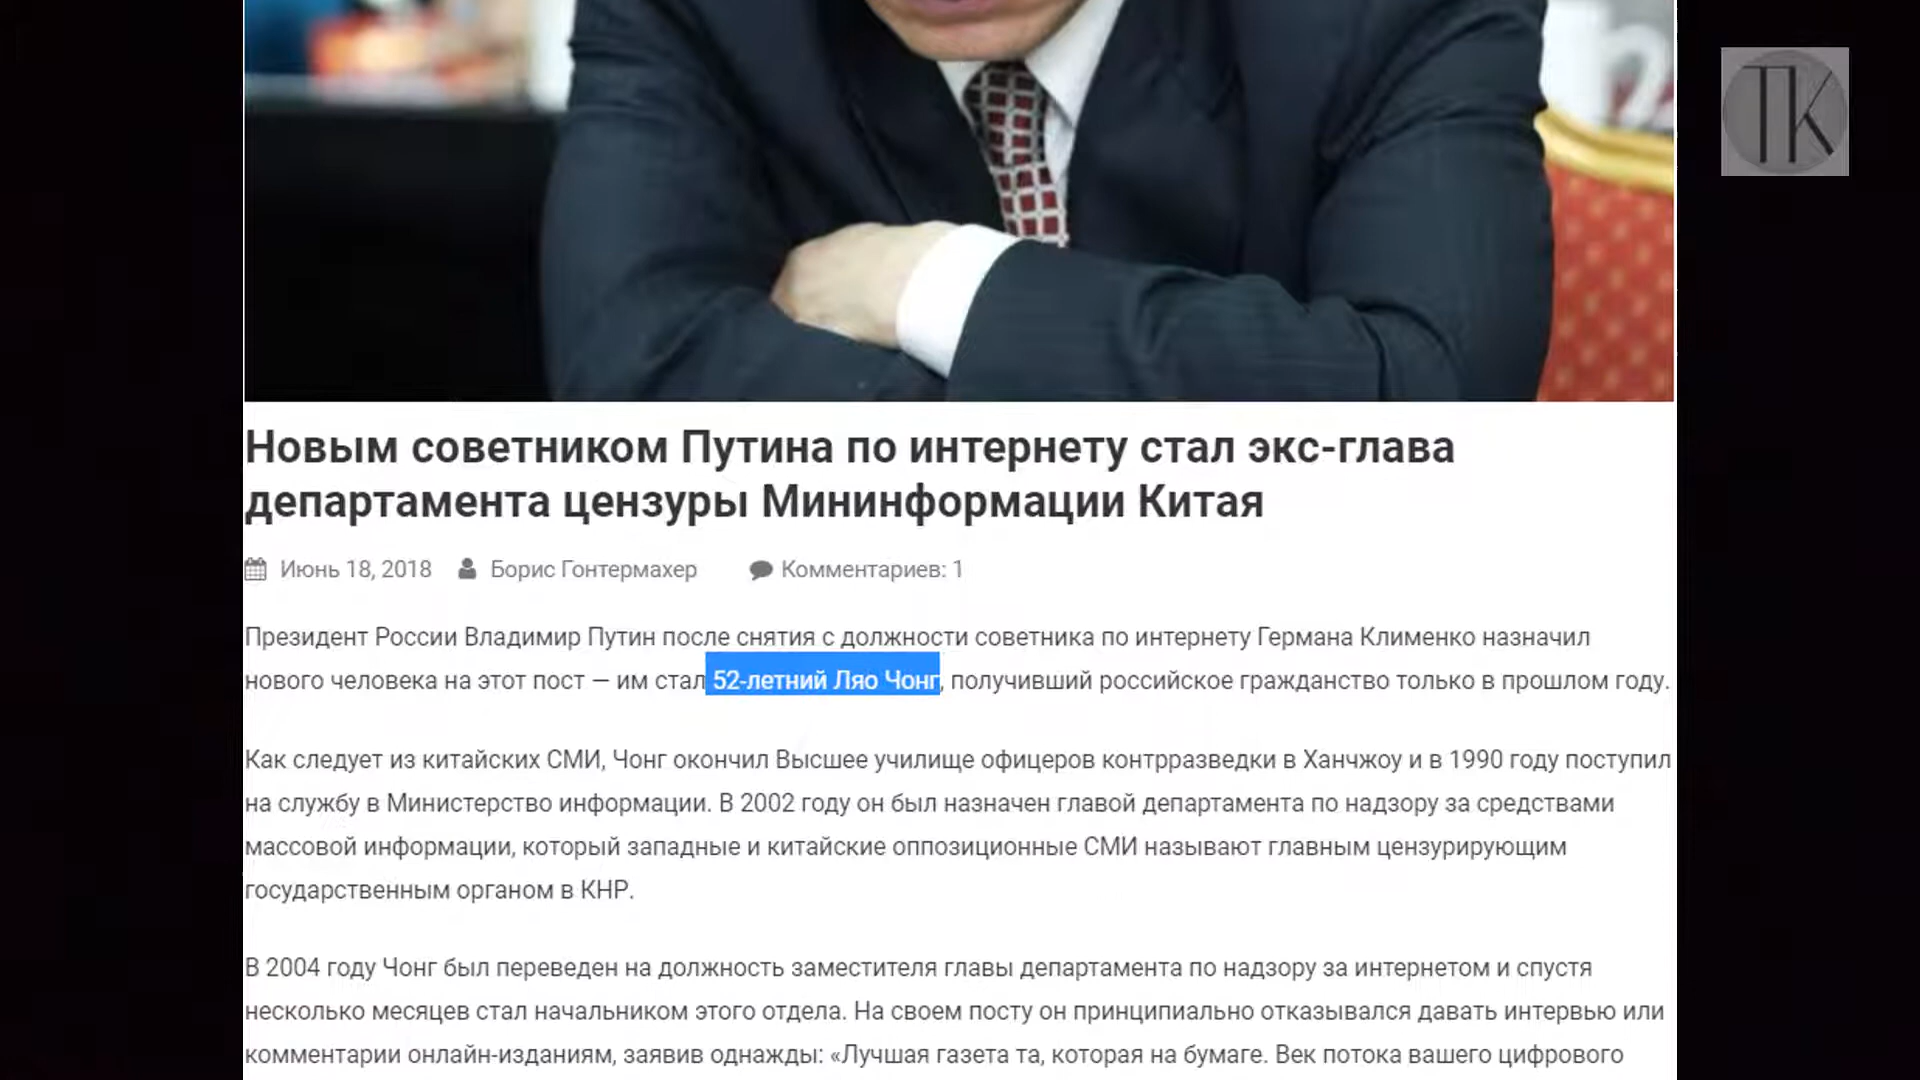 ТК
Новым советником Путина по интернету стал экс-глава
департамента цензуры Мининформации Китая
Июнь 18, 2018 Борис Гонтермахер Комментариев: 1
Президент России Владимир Путин после снятия с должности советника по интернету Германа Клименко назначил
нового человека на этот пост — им стал 52-летний Ляо Чонг, получивший российское гражданство только в прошлом году.
Как следует из китайских СМИ, Чонг окончил Высшее училище офицеров контрразведки в Ханчжоу и в 1990 году поступил
на службу в Министерство информации. В 2002 году он был назначен главой департамента по надзору за средствами
массовой информации, который западные и китайские оппозиционные СМИ называют главным цензурирующим
государственным органом в КНР.
В 2004 году Чонг был переведен на должность заместителя главы департамента по надзору за интернетом и спустя
несколько месяцев стал начальником этого отдела. На своем посту он принципиально отказывался давать интервью или
комментарии онлайн-изданиям, заявив однажды: «Лучшая газета та, которая на бумаге. Век потока вашего цифрового